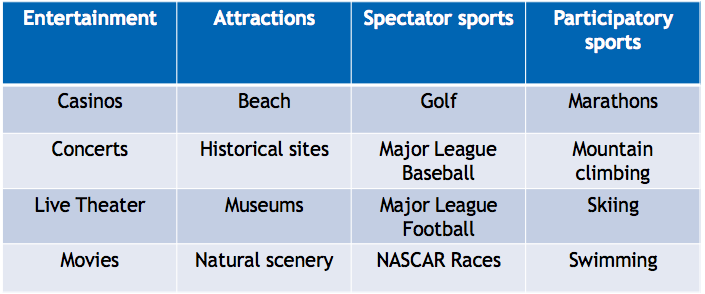 Entertainment
Attractions
Spectator sports
Participatory
sports
Casinos
Beach
Golf
Marathons
Concerts
Historical sites
Major League
Baseball
Mountain
climbing
Live Theater
Museums
Major League
Football
Skiing
Movies
Natural scenery
NASCAR Races
Swimming